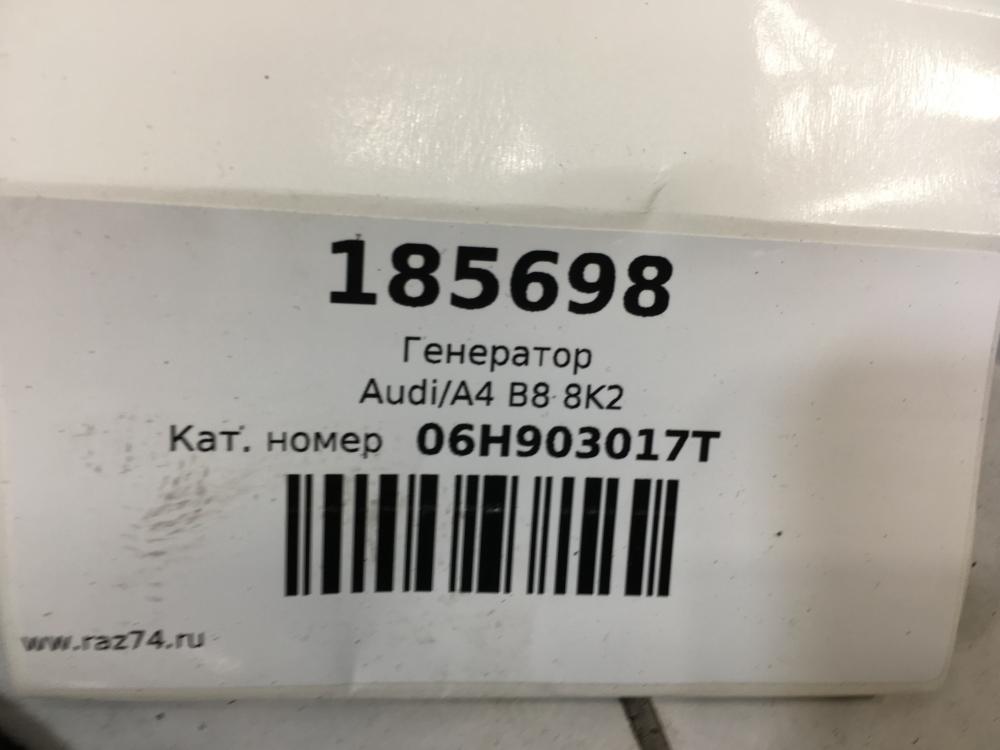 185698
Генератор
Audi/A4 B8 8K2
Кат. номер 06H903017T
www.raz74.ru